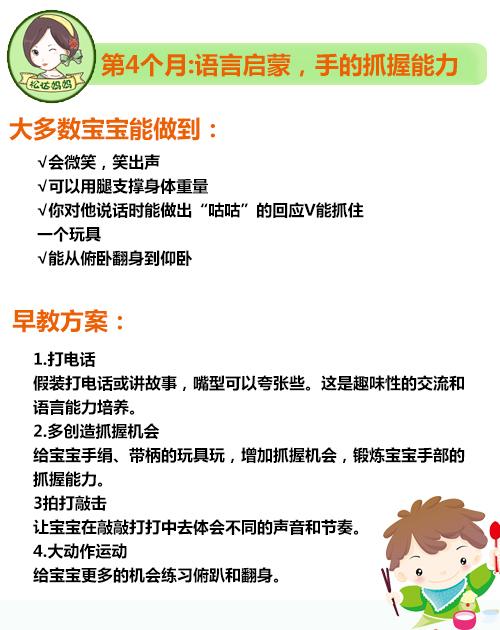 松达妈妈
第4个月:语言启蒙，手的抓握能力
大多数宝宝能做到：
√会微笑，笑出声
√可以用腿支撑身体重量
√你对他说话时能做出“咕咕”的回应V能抓住
一个玩具
√能从俯卧翻身到仰卧
早教方案：
1.打电话
假装打电话或讲故事，嘴型可以夸张些。这是趣味性的交流和
语言能力培养。
2.多创造抓握机会
给宝宝手绢、带柄的玩具玩，增加抓握机会，锻炼宝宝手部的
抓握能力。
3拍打敲击
让宝宝在敲敲打打中去体会不同的声音和节奏。
4.大动作运动
给宝宝更多的机会练习俯趴和翻身。